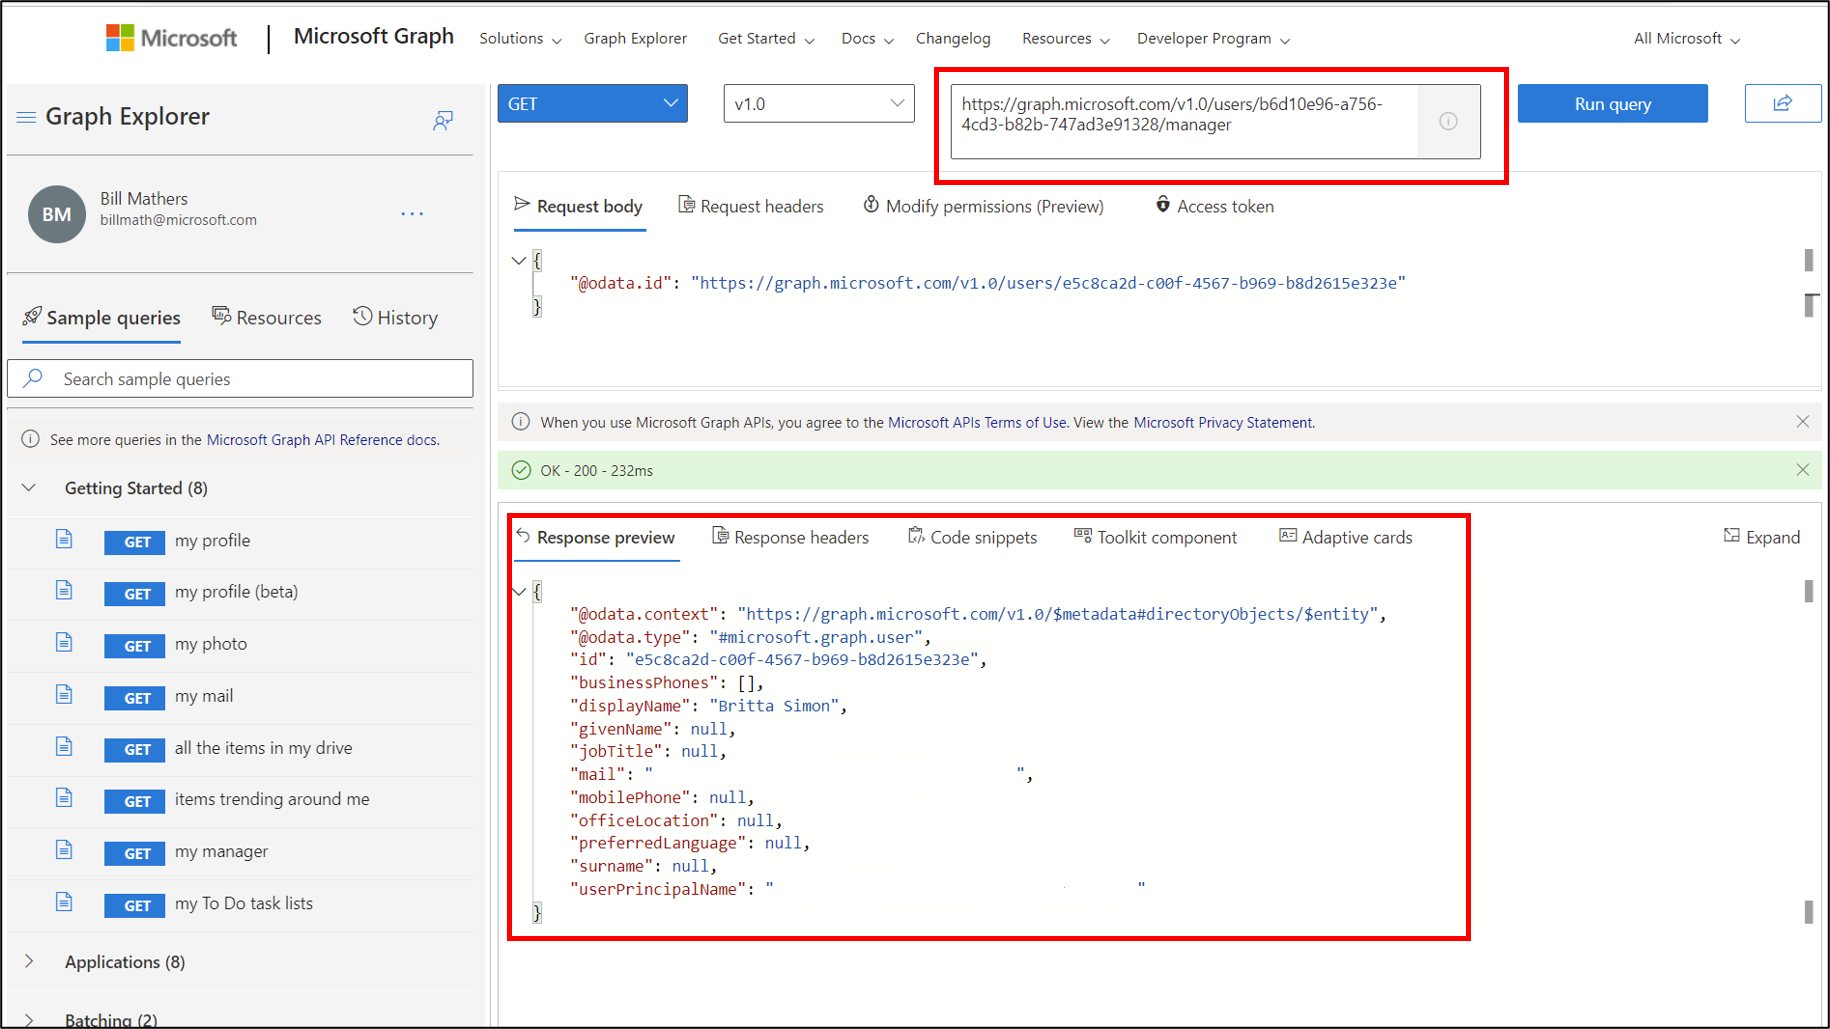 Microsoft | Microsoft Graph Solutions Graph Explorer Get Started Docs Changelog Resources Developer Program All Microsoft
Graph Explorer
BM
Bill Mathers
billmath@microsoft.com
...
Sample queries Resources History
Search sample queries
See more queries in the Microsoft Graph API Reference docs.
Getting Started (8)
GET my profile
GET my profile (beta)
GET my photo
GET my mail
GET all the items in my drive
GET items trending around me
GET my manager
GET my To Do task lists
Applications (8)
Batching (2)
GET
v1.0
https://graph.microsoft.com/v1.0/users/b6d10e96-a756-
4cd3-b82b-747ad3e91328/manager
Run query
Request body Request headers Modify permissions (Preview) Access token
{
"@odata.id": "https://graph.microsoft.com/v1.0/users/e5c8ca2d-c00f-4567-b969-b8d2615e323e"
}
When you use Microsoft Graph APIs, you agree to the Microsoft APIs Terms of Use. View the Microsoft Privacy Statement.
OK - 200 - 232ms
Response preview Response headers Code snippets Toolkit component Adaptive cards Expand
{
"@odata.context": "https://graph.microsoft.com/v1.0/$metadata#directoryObjects/$entity",
"@odata.type": "#microsoft.graph.user",
"id": "e5c8ca2d-c00f-4567-b969-b8d2615e323e",
"businessPhones": [],
"displayName": "Britta Simon",
"givenName": null,
"jobTitle": null,
"mail": " ",
"mobilePhone": null,
"officeLocation": null,
"preferredLanguage": null,
"surname": null,
"userPrincipalName": " "
}